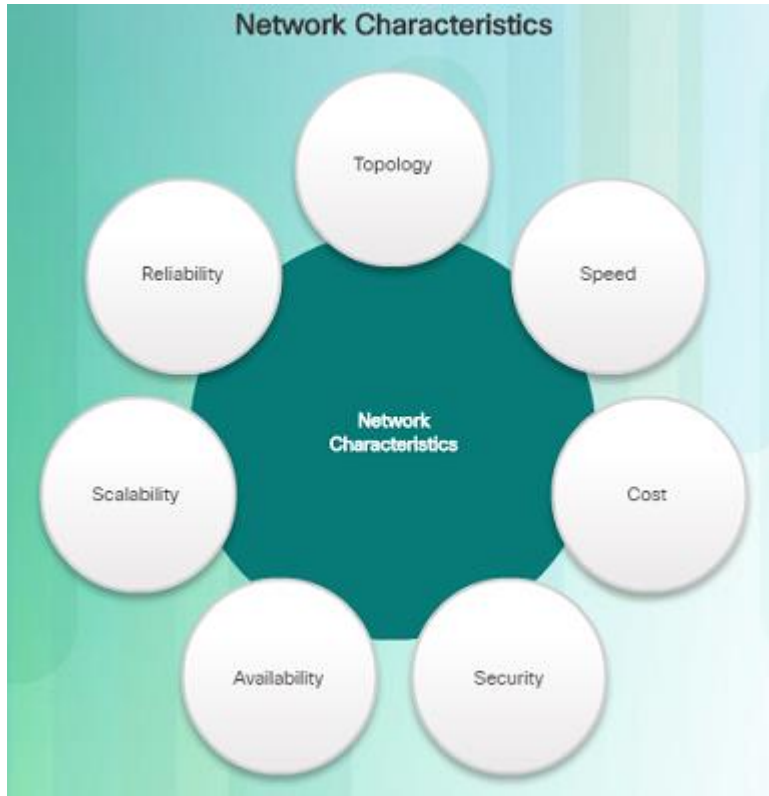 Network Characteristics
Topology
Speed
Cost
Security
Availability
Scalability
Reliability
Network
Characteristics